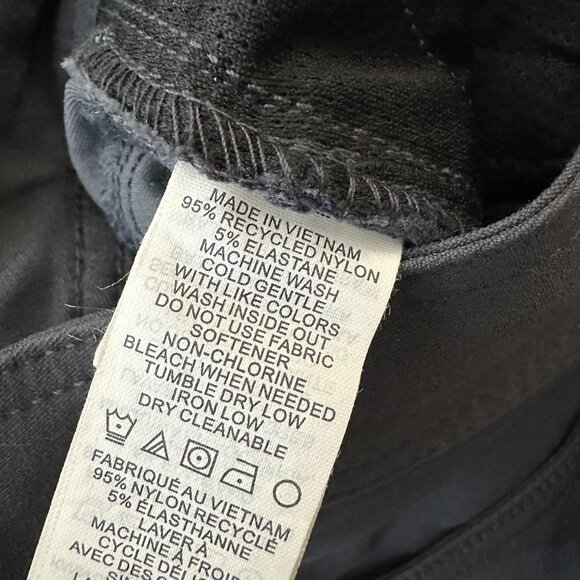 MADE IN VIETNAM
95% RECYCLED NYLON
5% ELASTANE
MACHINE WASH
COLD GENTLE
WITH LIKE COLORS
WASH INSIDE OUT
DO NOT USE FABRIC
SOFTENER
NON-CHLORINE
BLEACH WHEN NEEDED
TUMBLE DRY LOW
IRON LOW
DRY CLEANABLE
FABRIQUÉ AU VIETNAM
95% NYLON RECYCLÉ
5% ÉLASTHANNE
LAVER À
MACHINE À FROID
CYCLE
AVEC DES